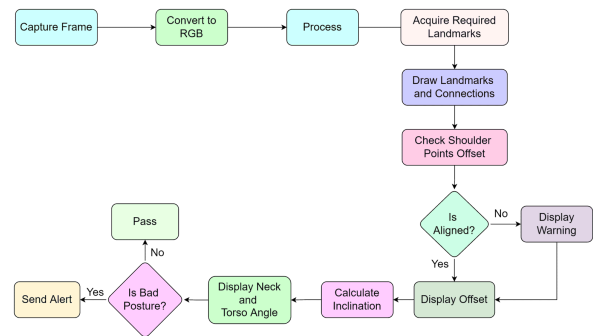 Capture Frame
Convert to
RGB
Process
Acquire Required
Landmarks
Draw Landmarks
and Connections
Check Shoulder
Points Offset
Is
Aligned?
No
Display
Warning
Yes
Display Offset
Calculate
Inclination
Display Neck
and
Torso Angle
Is Bad
Posture?
No
Pass
Yes
Send Alert